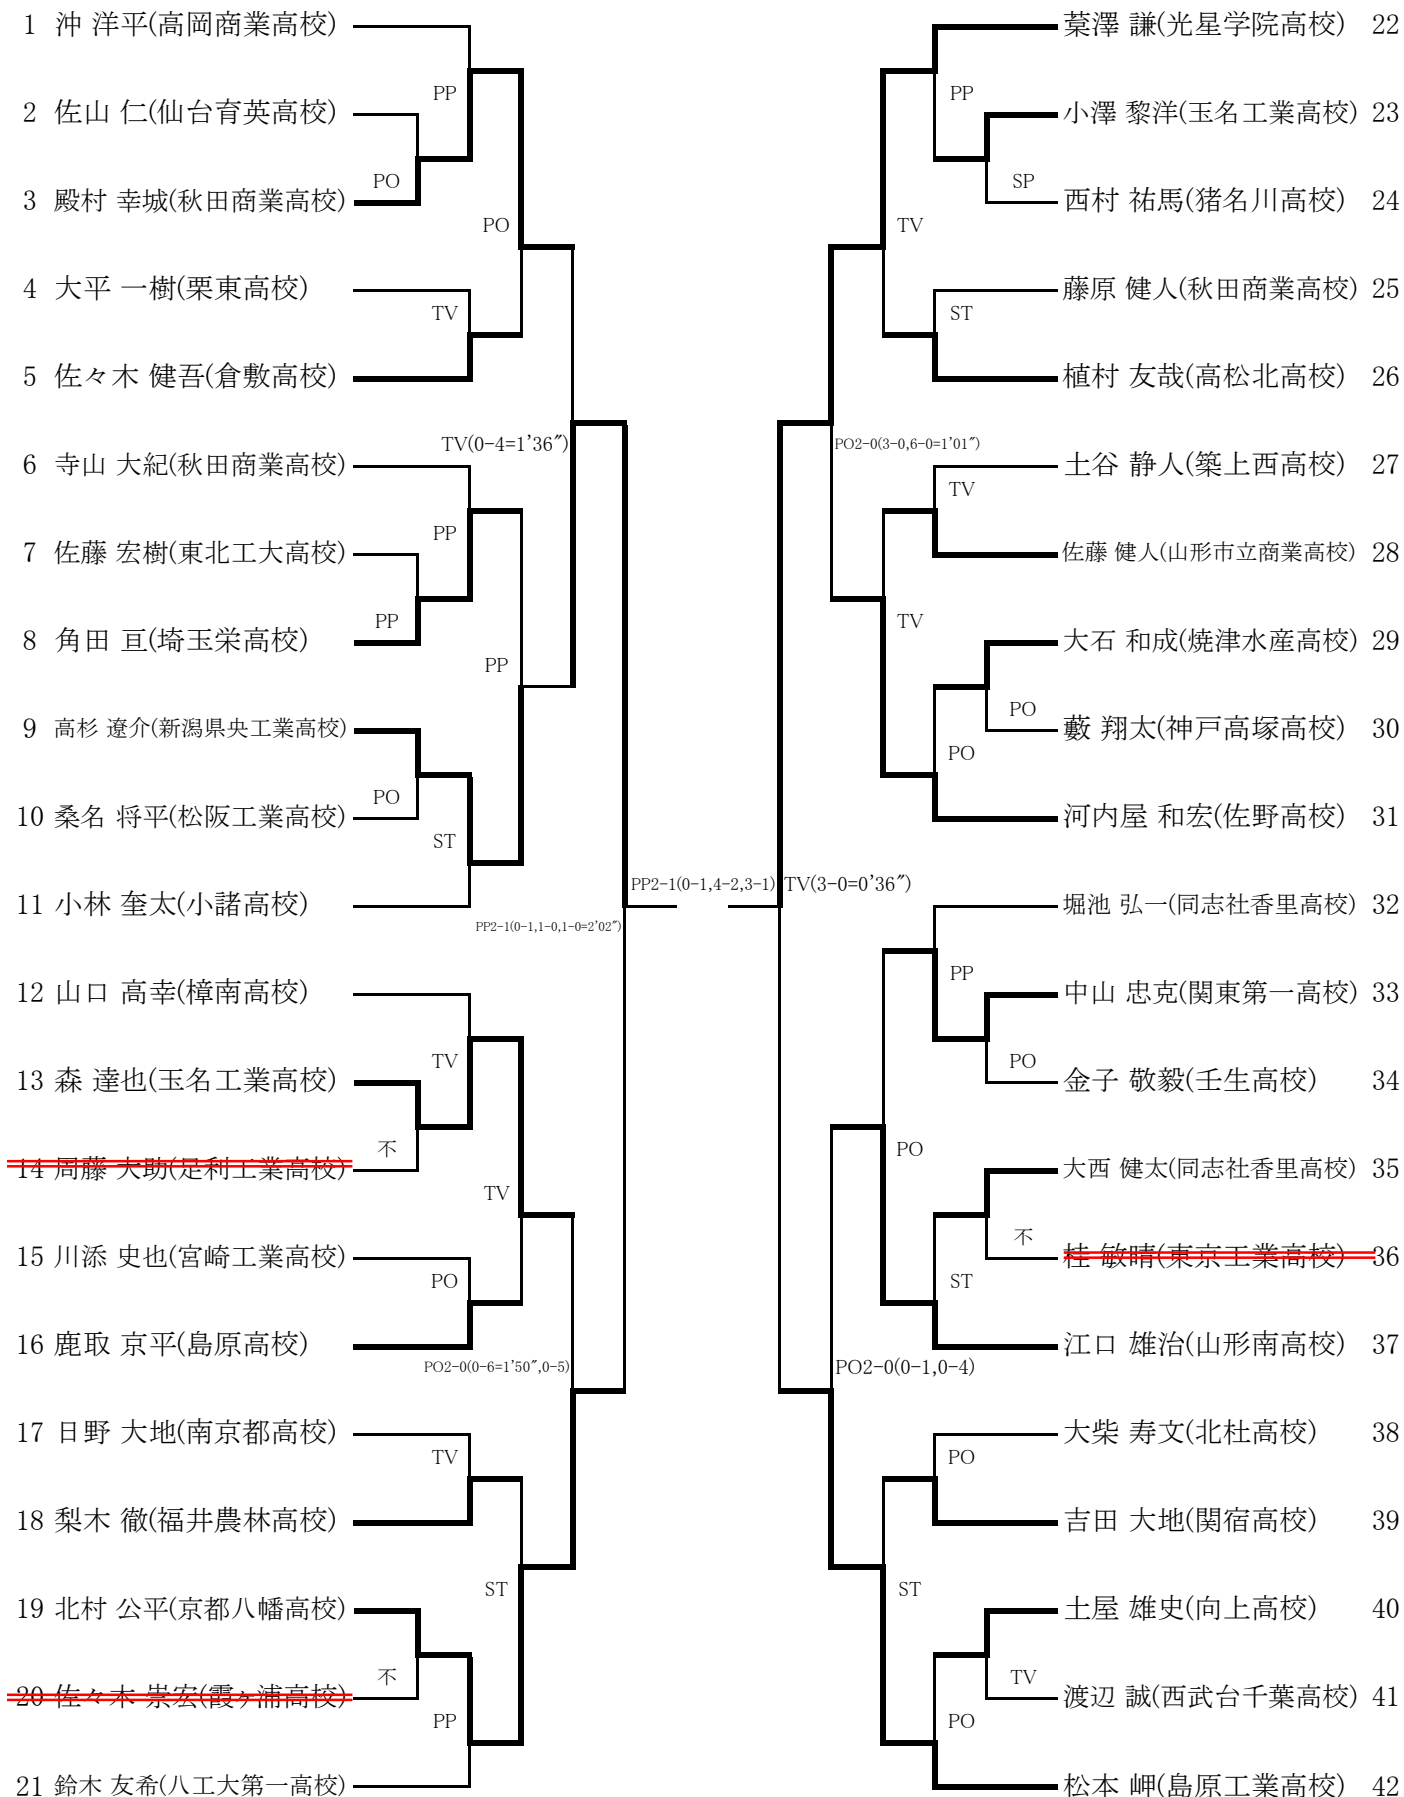 1 沖 洋平(高岡商業高校)
PP
2 佐山 仁(仙台育英高校)
PO
3 殿村 幸城(秋田商業高校)
PO
4 大平 一樹(栗東高校)
TV
5 佐々木 健吾(倉敷高校)
TV(0-4=1'36″)
6 寺山 大紀(秋田商業高校)
PP
7 佐藤 宏樹(東北工大高校)
PP
8 角田 亘(埼玉栄高校)
PP
9 高杉 遼介(新潟県央工業高校)
PO
10 桑名 将平(松阪工業高校)
ST
11 小林 奎太(小諸高校)
PP2-1(0-1,1-0,1-0=2'02″)
12 山口 高幸(樟南高校)
TV
13 森 達也(玉名工業高校)
不
14 周藤 大助(足利工業高校)
TV
15 川添 史也(宮崎工業高校)
PO
16 鹿取 京平(島原高校)
PO2-0(0-6=1'50″,0-5)
17 日野 大地(南京都高校)
TV
18 梨木 徹(福井農林高校)
ST
19 北村 公平(京都八幡高校)
不
20 佐々木 崇宏(霞ヶ浦高校)
PP
21 鈴木 友希(八工大第一高校)
PP2-1(0-1,4-2,3-1)
TV(3-0=0'36″)
葉澤 謙(光星学院高校) 22
PP
小澤 黎洋(玉名工業高校) 23
SP
西村 祐馬(猪名川高校) 24
TV
藤原 健人(秋田商業高校) 25
ST
植村 友哉(高松北高校) 26
PO2-0(3-0,6-0=1'01″)
土谷 静人(築上西高校) 27
TV
佐藤 健人(山形市立商業高校) 28
TV
大石 和成(焼津水産高校) 29
PO
藪 翔太(神戸高塚高校) 30
PO
河内屋 和宏(佐野高校) 31
堀池 弘一(同志社香里高校) 32
PP
中山 忠克(関東第一高校) 33
PO
金子 敬毅(壬生高校) 34
PO
大西 健太(同志社香里高校) 35
不
桂 敏晴(東京工業高校) 36
ST
江口 雄治(山形南高校) 37
PO2-0(0-1,0-4)
大柴 寿文(北杜高校) 38
PO
吉田 大地(関宿高校) 39
ST
土屋 雄史(向上高校) 40
TV
渡辺 誠(西武台千葉高校) 41
PO
松本 岬(島原工業高校) 42